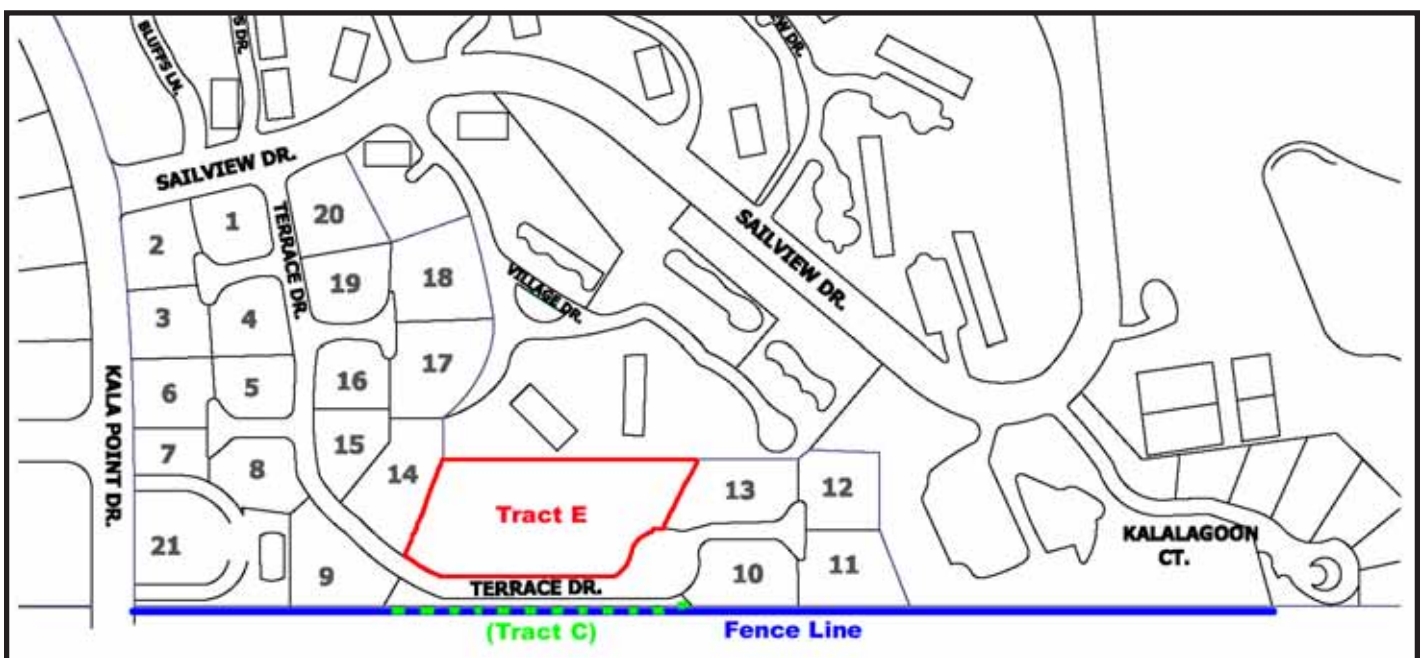 BLUFFS LN.
S DR.
EW DR.
SAILVIEW DR.
1
2
20
TERRACE DR.
SAILVIEW DR.
18
19
VILLAGE DR.
3
4
17
16
5
6
KALA POINT DR.
15
7
8
14
13
12
Tract E
KALALAGOON
CT.
21
9
10
11
TERRACE DR.
(Tract C)
Fence Line